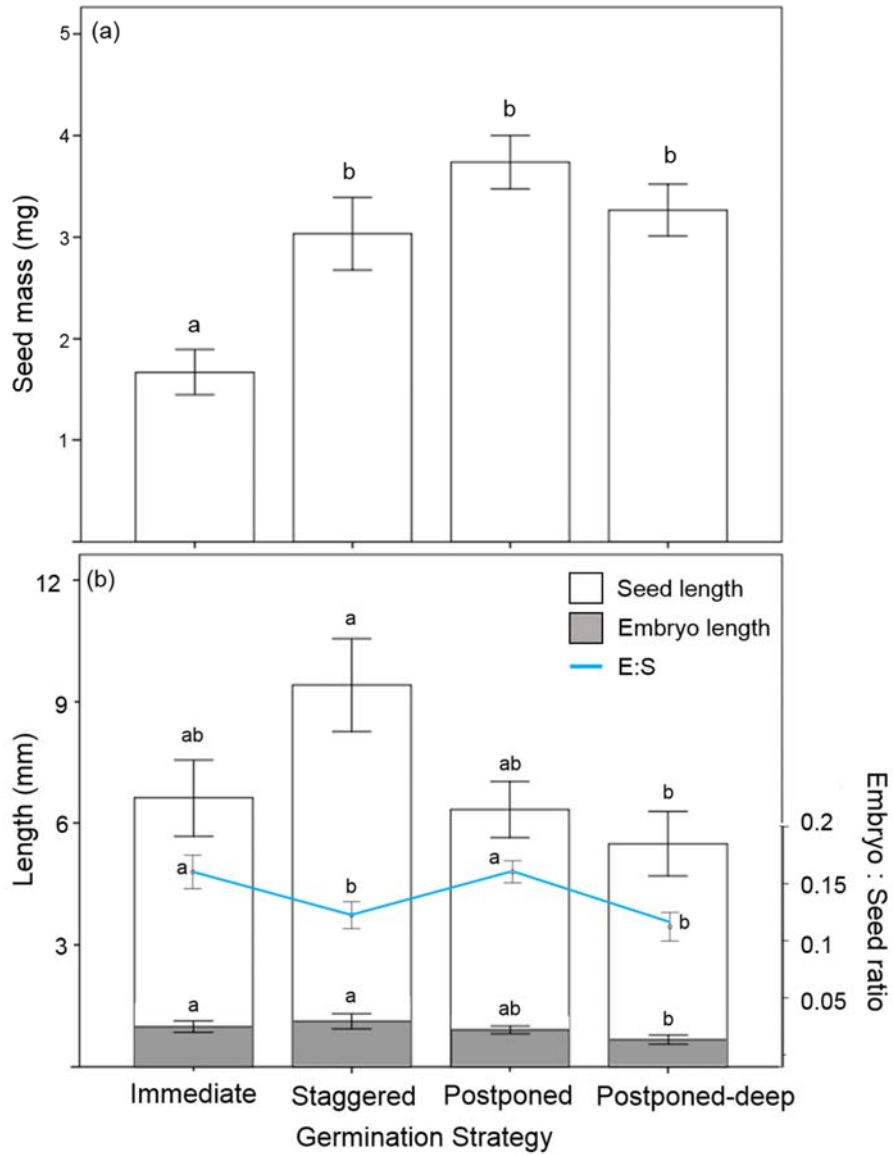 (a)
5
4
3
2
1
Seed mass (mg)
a
b
b
b
(b)
12
9
6
3
Length (mm)
Seed length
Embryo length
E:S
ab
a
ab
b
a
b
a
b
a
a
ab
b
0.2
0.15
0.1
0.05
Embryo : Seed ratio
Immediate
Staggered
Postponed
Postponed-deep
Germination Strategy